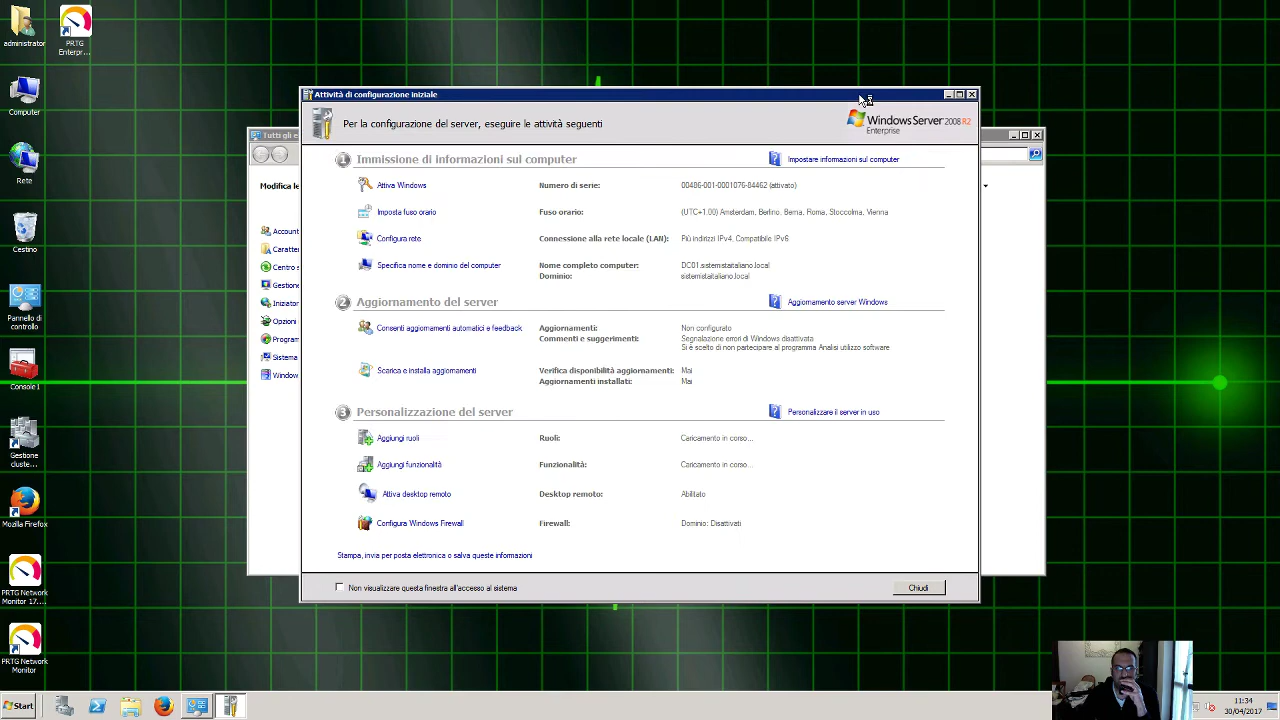 administrator
PRTG
Enterpr...
Computer
Rete
Cestino
Pannello di
controllo
Console1
Gestione
cluste...
Mozilla Firefox
PRTG Network
Monitor 17....
PRTG Network
Monitor
Tutti gli e
Modifica le
Account
Caratter
Centro s
Gestione
Iniziator
Opzioni
Program
Sistema
Window
Attività di configurazione iniziale
Per la configurazione del server, eseguire le attività seguenti
Windows Server 2008 R2
Enterprise
1 Immissione di informazioni sul computer
Impostare informazioni sul computer
Attiva Windows Numero di serie: 00486-001-0001076-84462 (attivato)
Imposta fuso orario Fuso orario: (UTC+1.00) Amsterdam, Berlino, Berna, Roma, Stoccolma, Vienna
Configura rete Connessione alla rete locale (LAN): Più indirizzi IPv4, Compatibile IPv6
Specifica nome e dominio del computer Nome completo computer: DC01.sistemistaitaliano.local
Dominio: sistemistaitaliano.local
2 Aggiornamento del server
Aggiornamento server Windows
Consenti aggiornamenti automatici e feedback Aggiornamenti: Non configurato
Commenti e suggerimenti: Segnalazione errori di Windows disattivata
Si è scelto di non partecipare al programma Analisi utilizzo software
Scarica e installa aggiornamenti Verifica disponibilità aggiornamenti: Mai
Aggiornamenti installati: Mai
3 Personalizzazione del server
Personalizzare il server in uso
Aggiungi ruoli Ruoli: Caricamento in corso...
Aggiungi funzionalità Funzionalità: Caricamento in corso...
Attiva desktop remoto Desktop remoto: Abilitato
Configura Windows Firewall Firewall: Dominio: Disattivati
Stampa, invia per posta elettronica o salva queste informazioni
Non visualizzare questa finestra all'accesso al sistema
Chiudi
Start
11:34
30/04/2017